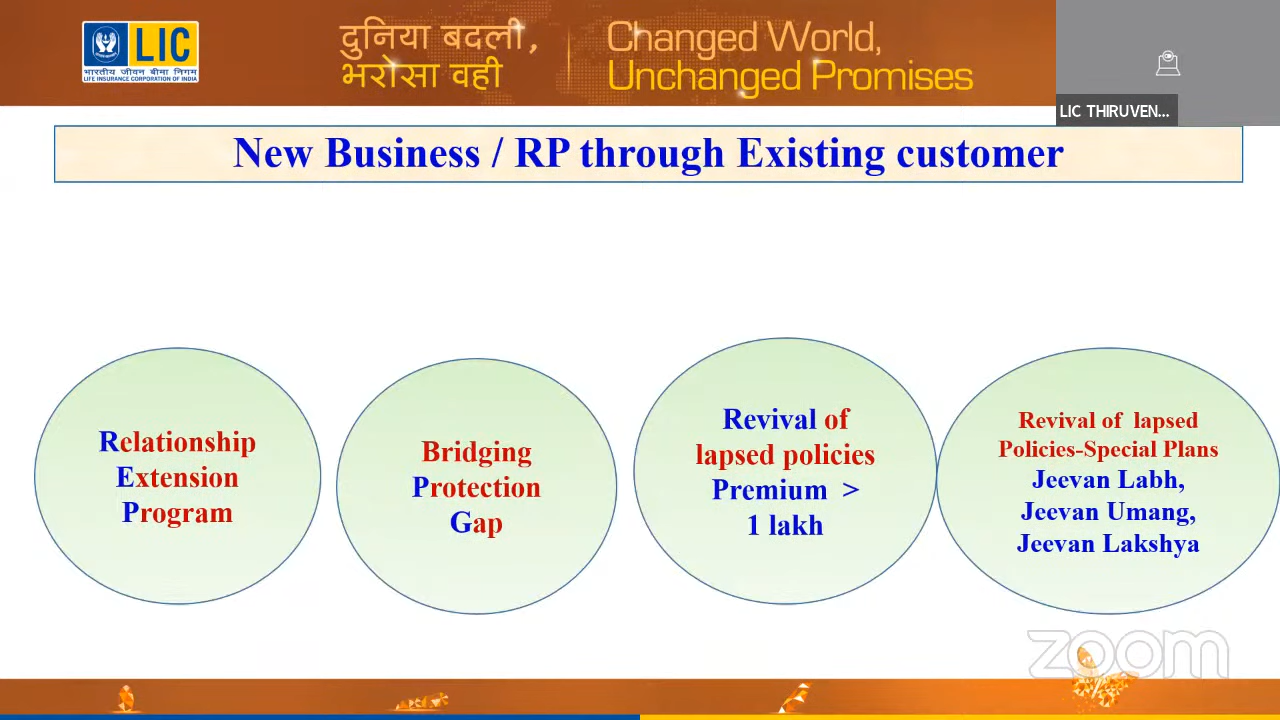 LIC
भारतीय जीवन बीमा निगम
LIFE INSURANCE CORPORATION OF INDIA
दुनिया बदली,
भरोसा वही
Changed World,
Unchanged Promises
LIC THIRUVEN...
New Business / RP through Existing customer
Relationship
Extension
Program
Bridging
Protection
Gap
Revival of
lapsed policies
Premium >
1 lakh
Revival of lapsed
Policies-Special Plans
Jeevan Labh,
Jeevan Umang,
Jeevan Lakshya
zoom